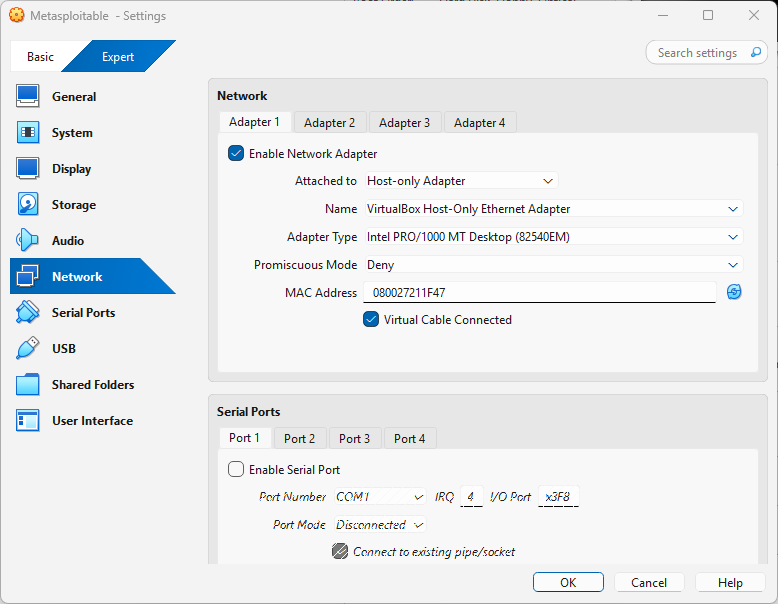 Metasploitable - Settings
Basic
Expert
Search settings
General
System
Display
Storage
Audio
Network
Serial Ports
USB
Shared Folders
User Interface
Network
Adapter 1 Adapter 2 Adapter 3 Adapter 4
Enable Network Adapter
Attached to Host-only Adapter
Name VirtualBox Host-Only Ethernet Adapter
Adapter Type Intel PRO/1000 MT Desktop (82540EM)
Promiscuous Mode Deny
MAC Address 080027211F47
Virtual Cable Connected
Serial Ports
Port 1 Port 2 Port 3 Port 4
Enable Serial Port
Port Number COM1 IRQ 4 I/O Port x3F8
Port Mode Disconnected
Connect to existing pipe/socket
OK Cancel Help